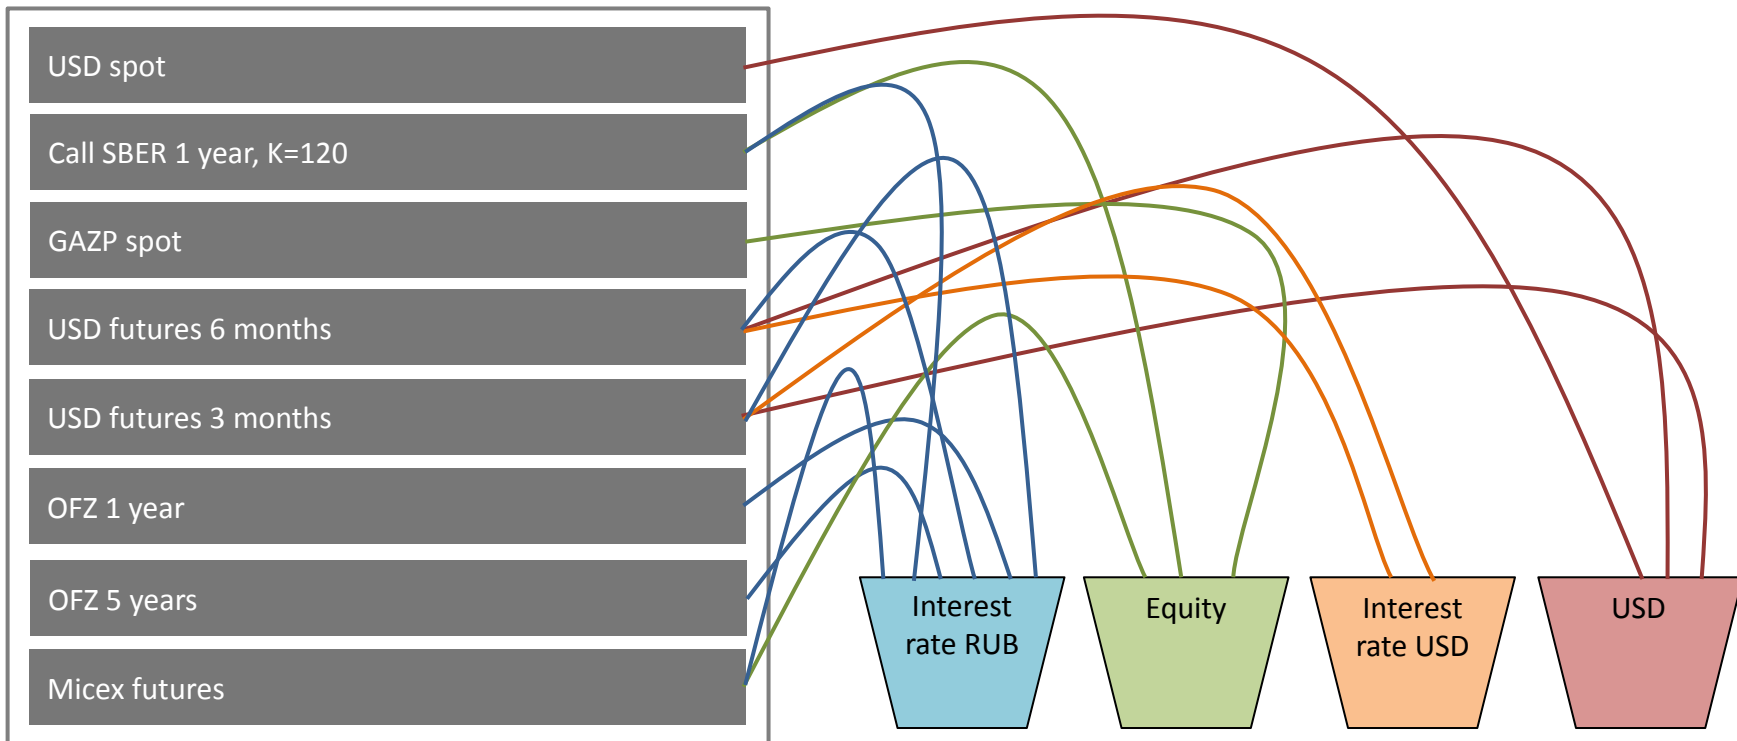 USD spot
Call SBER 1 year, K=120
GAZP spot
USD futures 6 months
USD futures 3 months
OFZ 1 year
OFZ 5 years
Micex futures
Interest
rate RUB
Equity
Interest
rate USD
USD